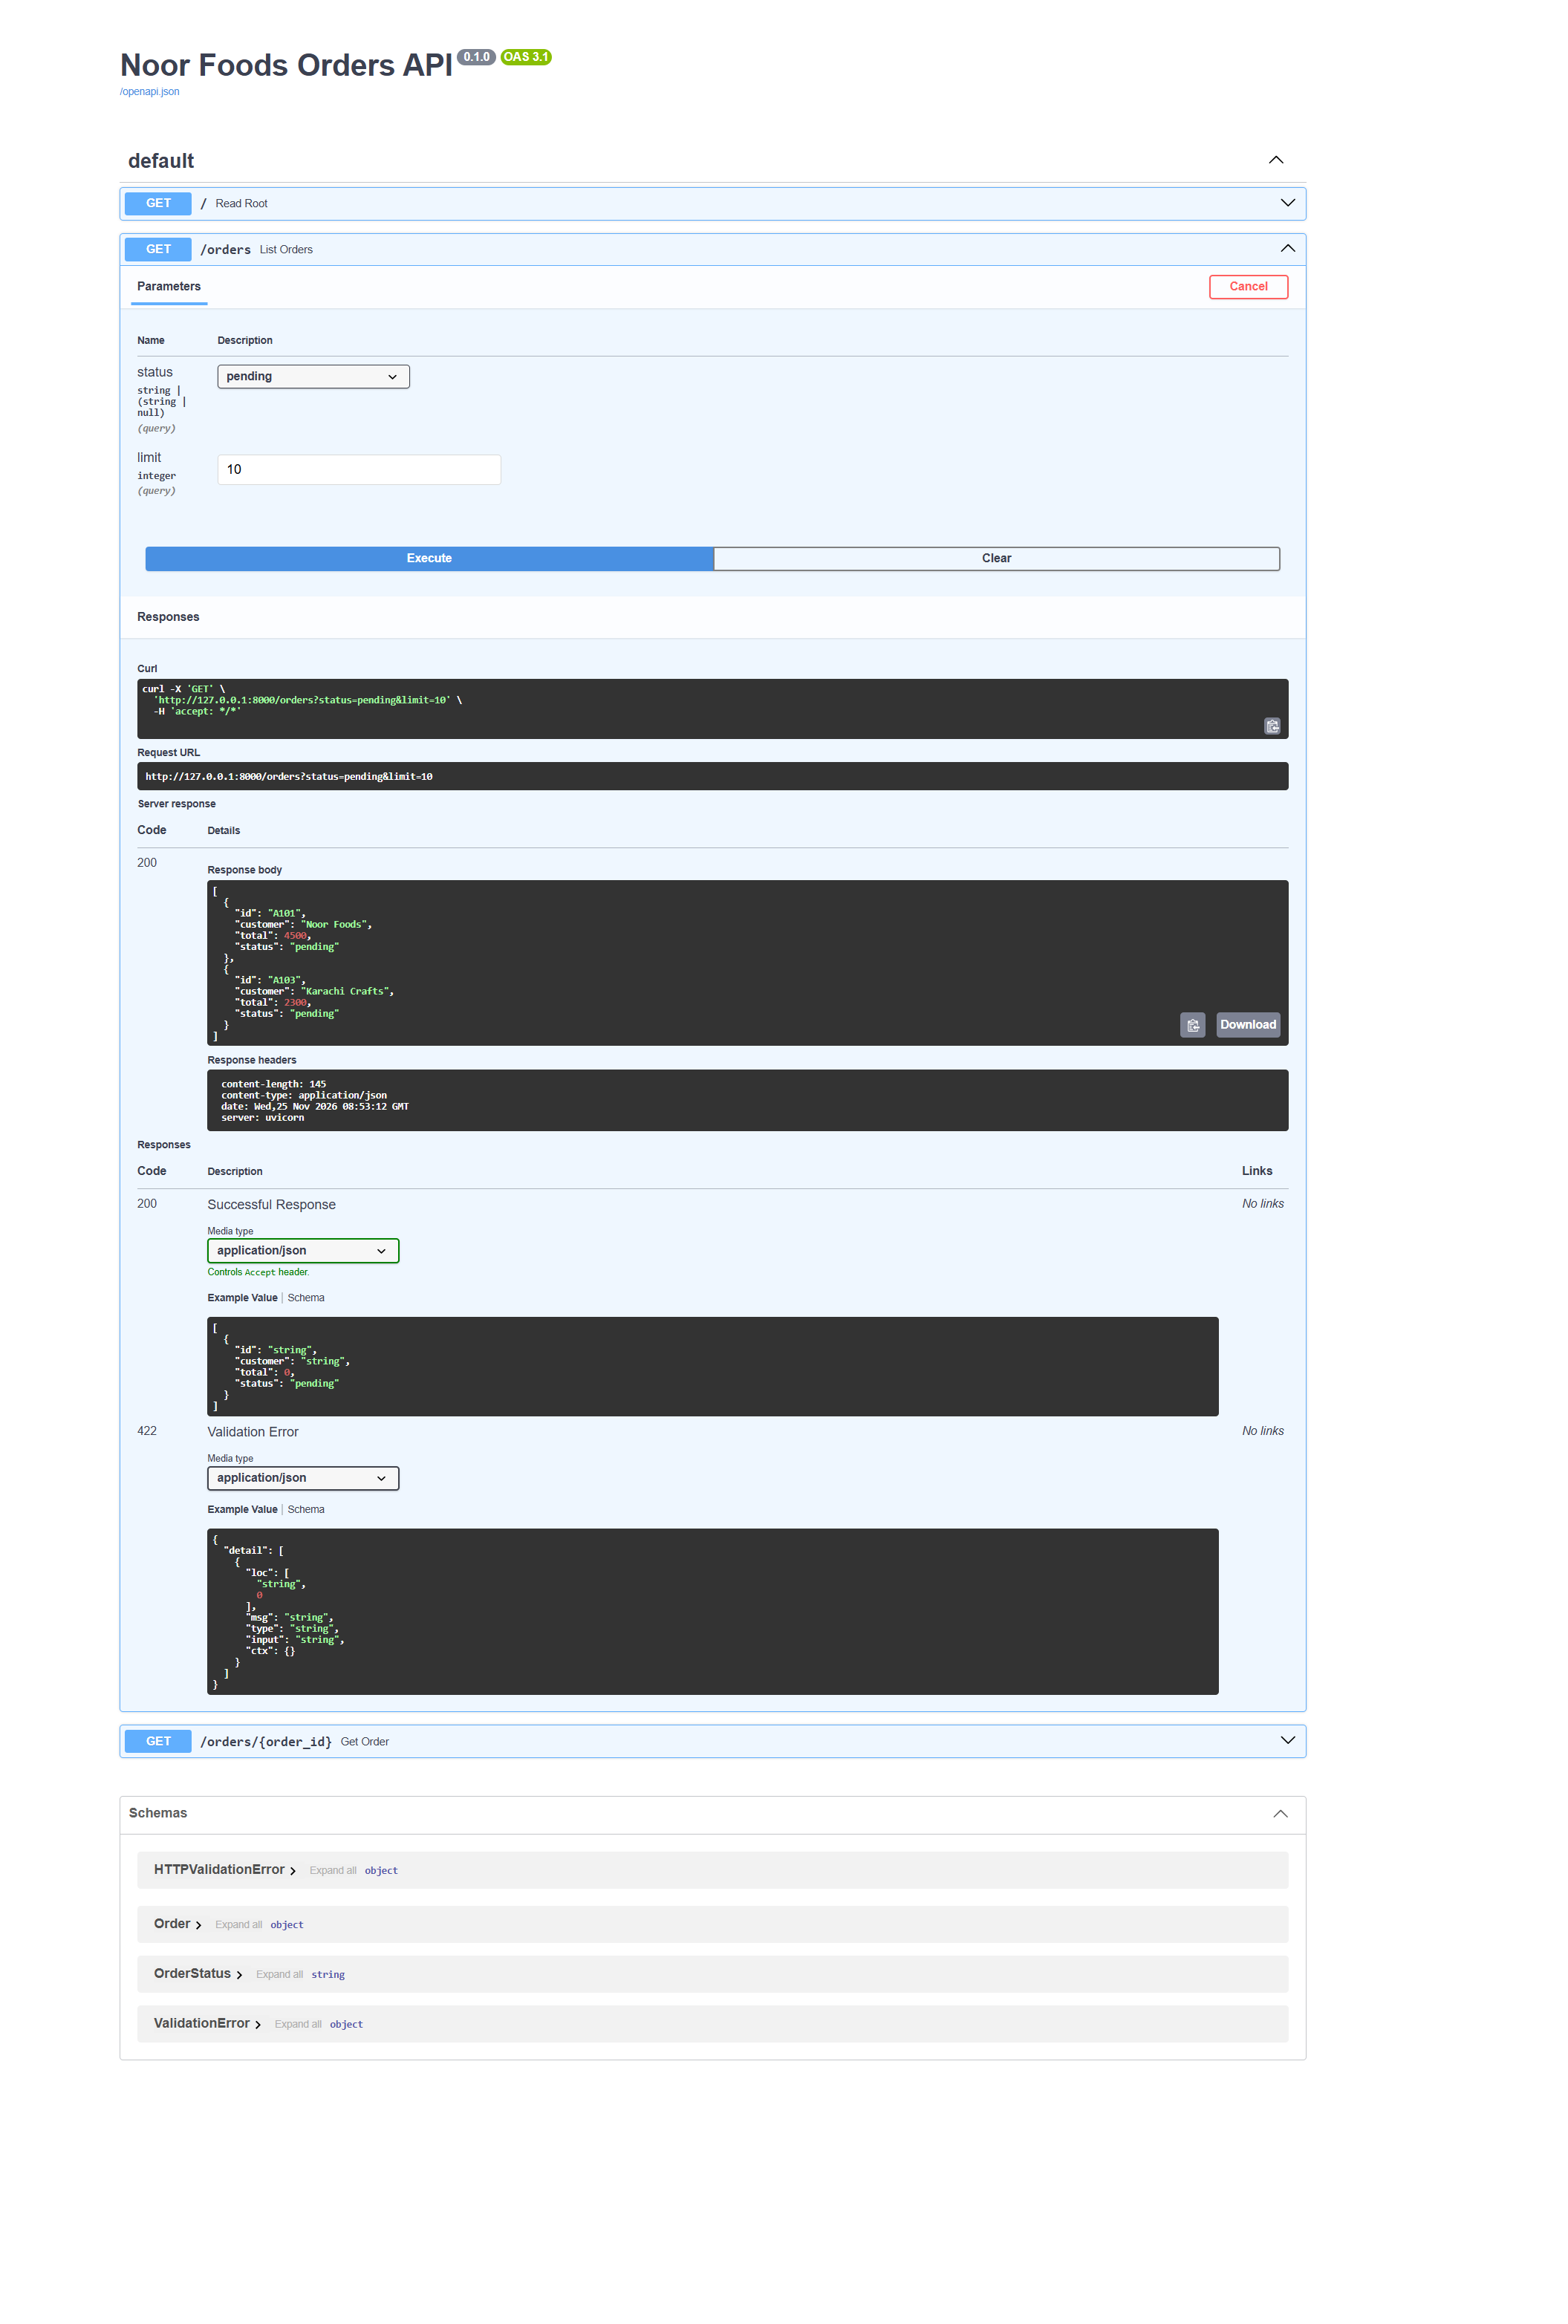 Noor Foods Orders API 0.1.0 OAS 3.1
/openapi.json
default
GET / Read Root
GET /orders List Orders
Parameters Cancel
Name Description
status pending
string |
(string |
null)
(query)
limit 10
integer
(query)
Execute Clear
Responses
Curl
curl -X 'GET' \
  'http://127.0.0.1:8000/orders?status=pending&limit=10' \
  -H 'accept: */*'
Request URL
http://127.0.0.1:8000/orders?status=pending&limit=10
Server response
Code Details
200
Response body
[
  {
    "id": "A101",
    "customer": "Noor Foods",
    "total": 4500,
    "status": "pending"
  },
  {
    "id": "A103",
    "customer": "Karachi Crafts",
    "total": 2300,
    "status": "pending"
  }
]
Download
Response headers
content-length: 145
content-type: application/json
date: Wed,25 Nov 2026 08:53:12 GMT
server: uvicorn
Responses
Code Description Links
200 Successful Response No links
Media type
application/json
Controls Accept header.
Example Value | Schema
[
  {
    "id": "string",
    "customer": "string",
    "total": 0,
    "status": "pending"
  }
]
422 Validation Error No links
Media type
application/json
Example Value | Schema
{
  "detail": [
    {
      "loc": [
        "string",
        0
      ],
      "msg": "string",
      "type": "string",
      "input": "string",
      "ctx": {}
    }
  ]
}
GET /orders/{order_id} Get Order
Schemas
HTTPValidationError Expand all object
Order Expand all object
OrderStatus Expand all string
ValidationError Expand all object